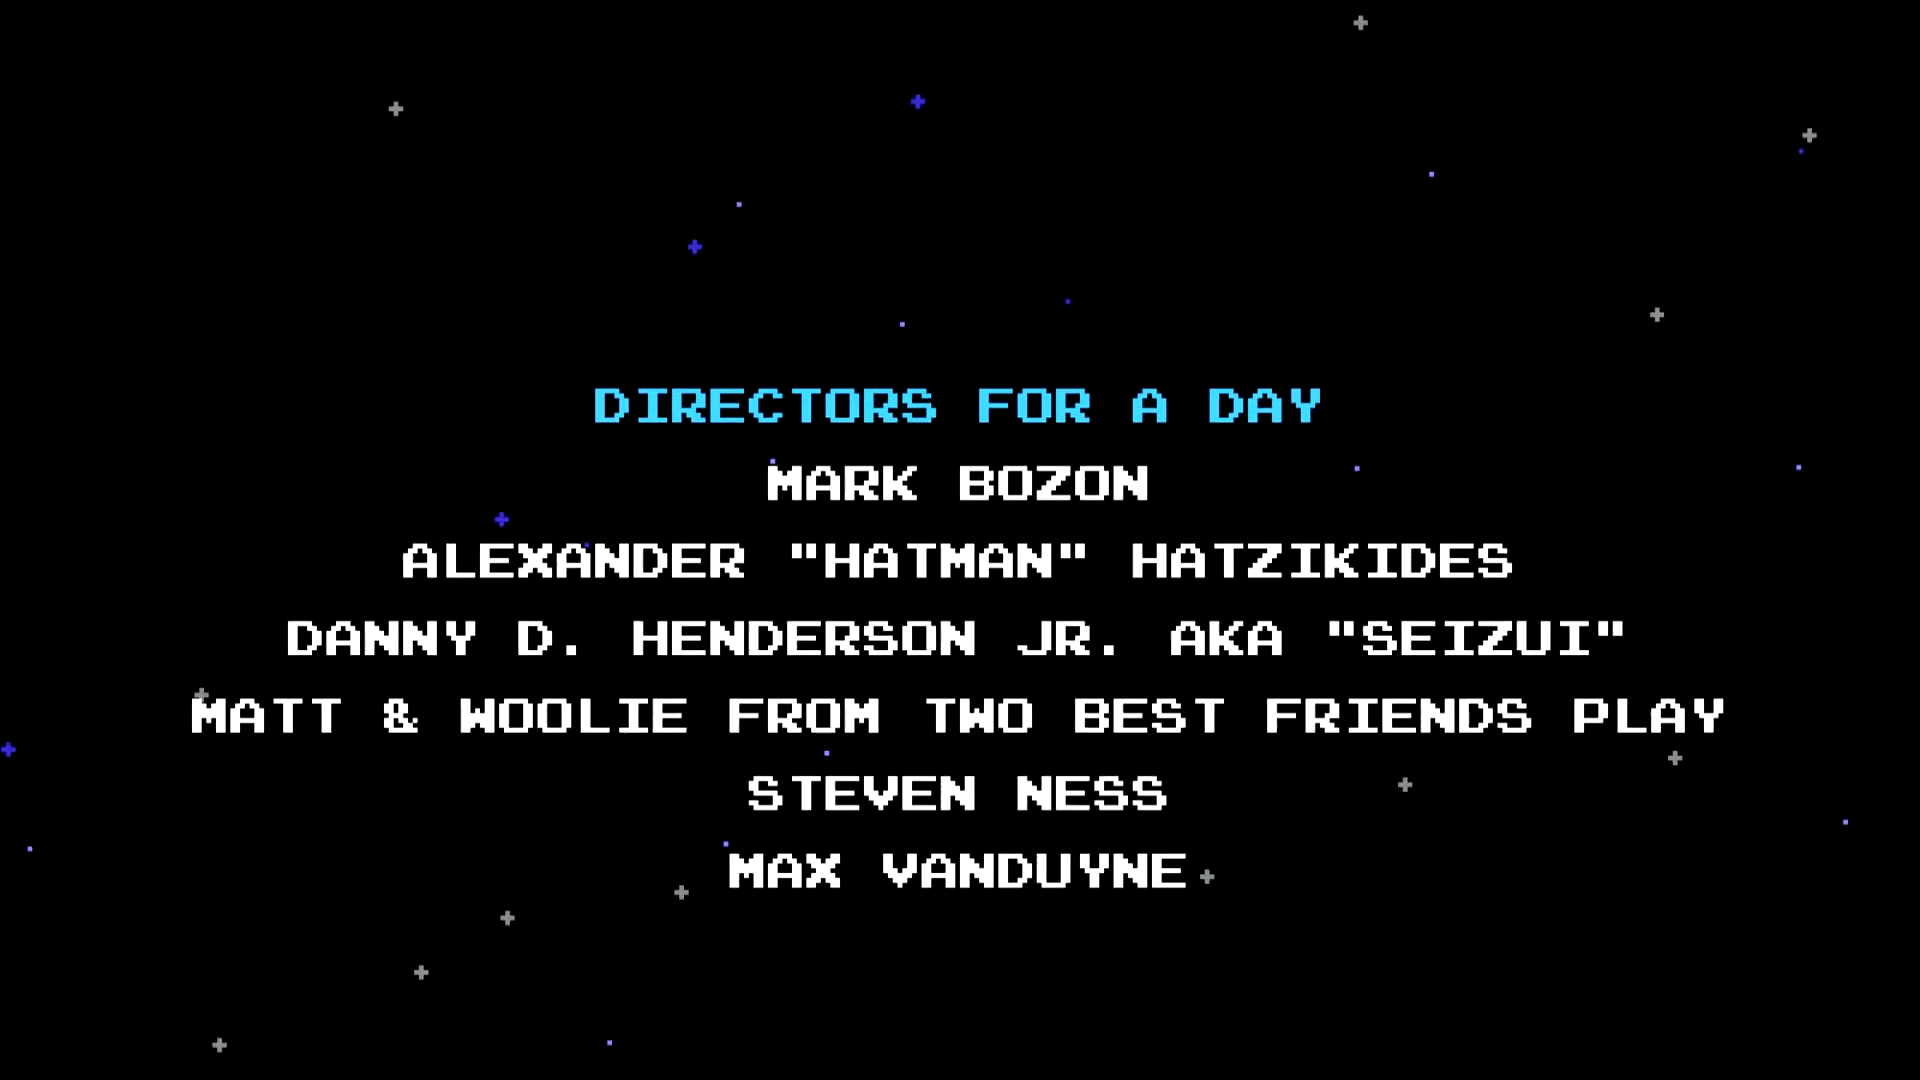 DIRECTORS FOR A DAY
MARK BOZON
ALEXANDER "HATMAN" HATZIKIDES
DANNY D. HENDERSON JR. AKA "SEIZUI"
MATT & WOOLIE FROM TWO BEST FRIENDS PLAY
STEVEN NESS
MAX VANDUYNE